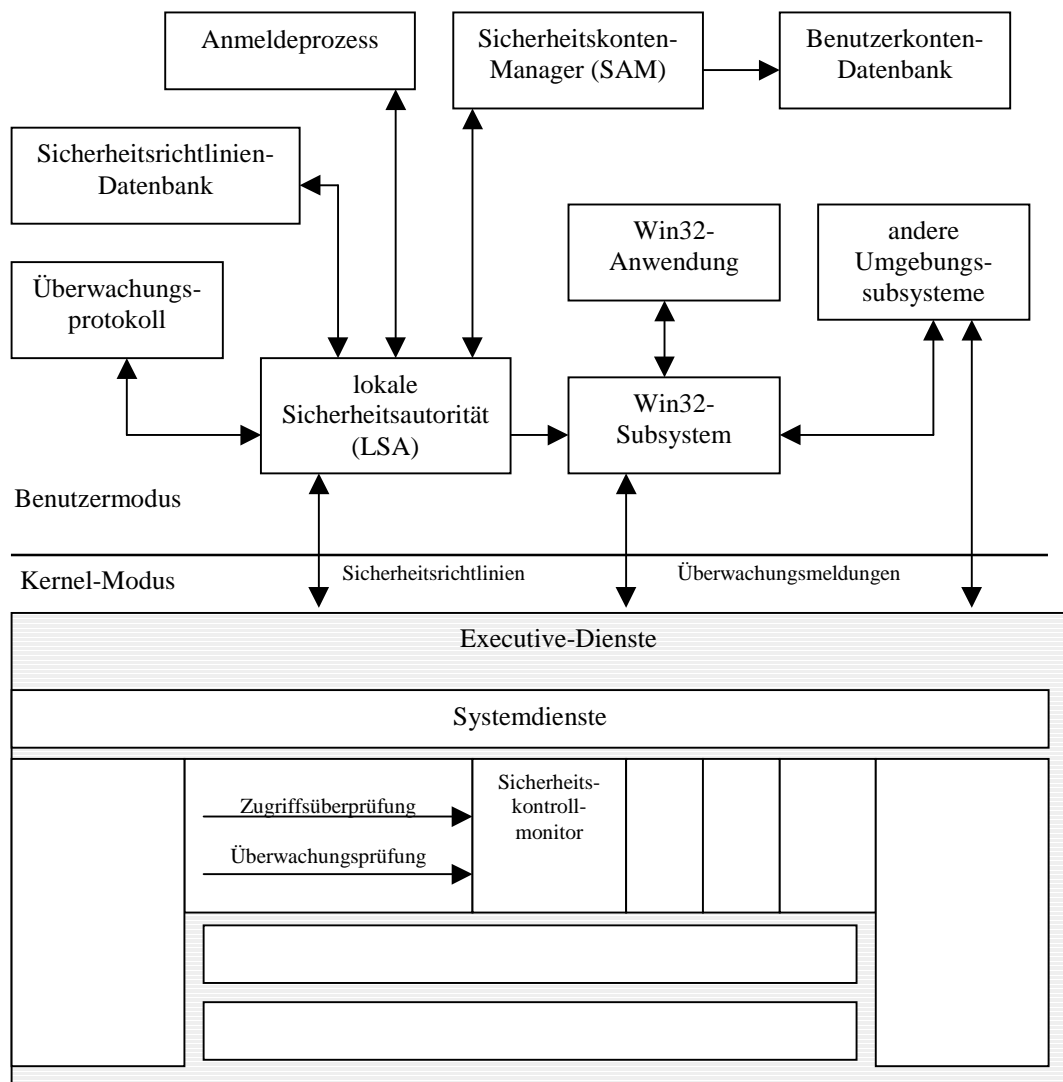 Anmeldeprozess
Sicherheitskonten-
Manager (SAM)
Benutzerkonten-
Datenbank
Sicherheitsrichtlinien-
Datenbank
Win32-
Anwendung
andere
Umgebungs-
subsysteme
Überwachungs-
protokoll
lokale
Sicherheitsautorität
(LSA)
Win32-
Subsystem
Benutzermodus
Kernel-Modus
Sicherheitsrichtlinien
Überwachungsmeldungen
Executive-Dienste
Systemdienste
Zugriffsüberprüfung
Überwachungsprüfung
Sicherheits-
kontroll-
monitor